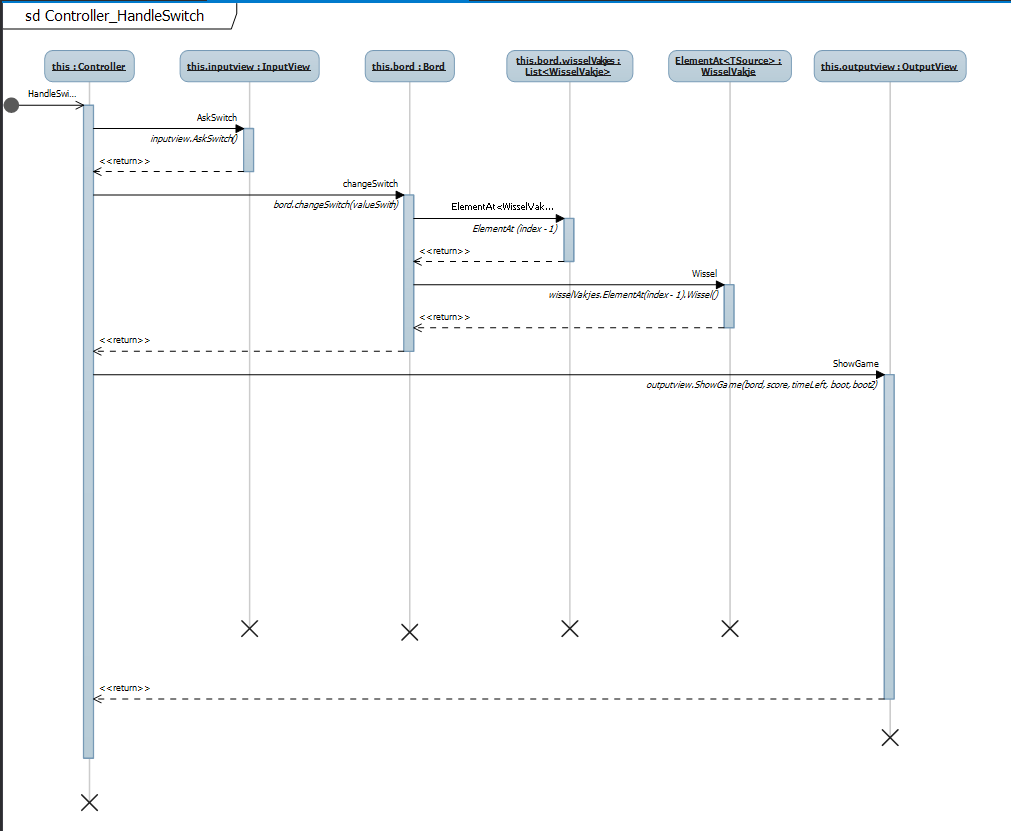 sd Controller_HandleSwitch
this : Controller
this.inputview : InputView
this.bord : Bord
this.bord.wisselVakjes :
List<WisselVakje>
ElementAt<TSource> :
WisselVakje
this.outputview : OutputView
HandleSwi...
AskSwitch
inputview.AskSwitch()
<<return>>
changeSwitch
bord.changeSwitch(valueSwith)
ElementAt<WisselVak...
ElementAt (index - 1)
<<return>>
Wissel
wisselVakjes.ElementAt(index - 1).Wissel()
<<return>>
<<return>>
ShowGame
outputview.ShowGame(bord, score, timeLeft, boot, boot2)
<<return>>